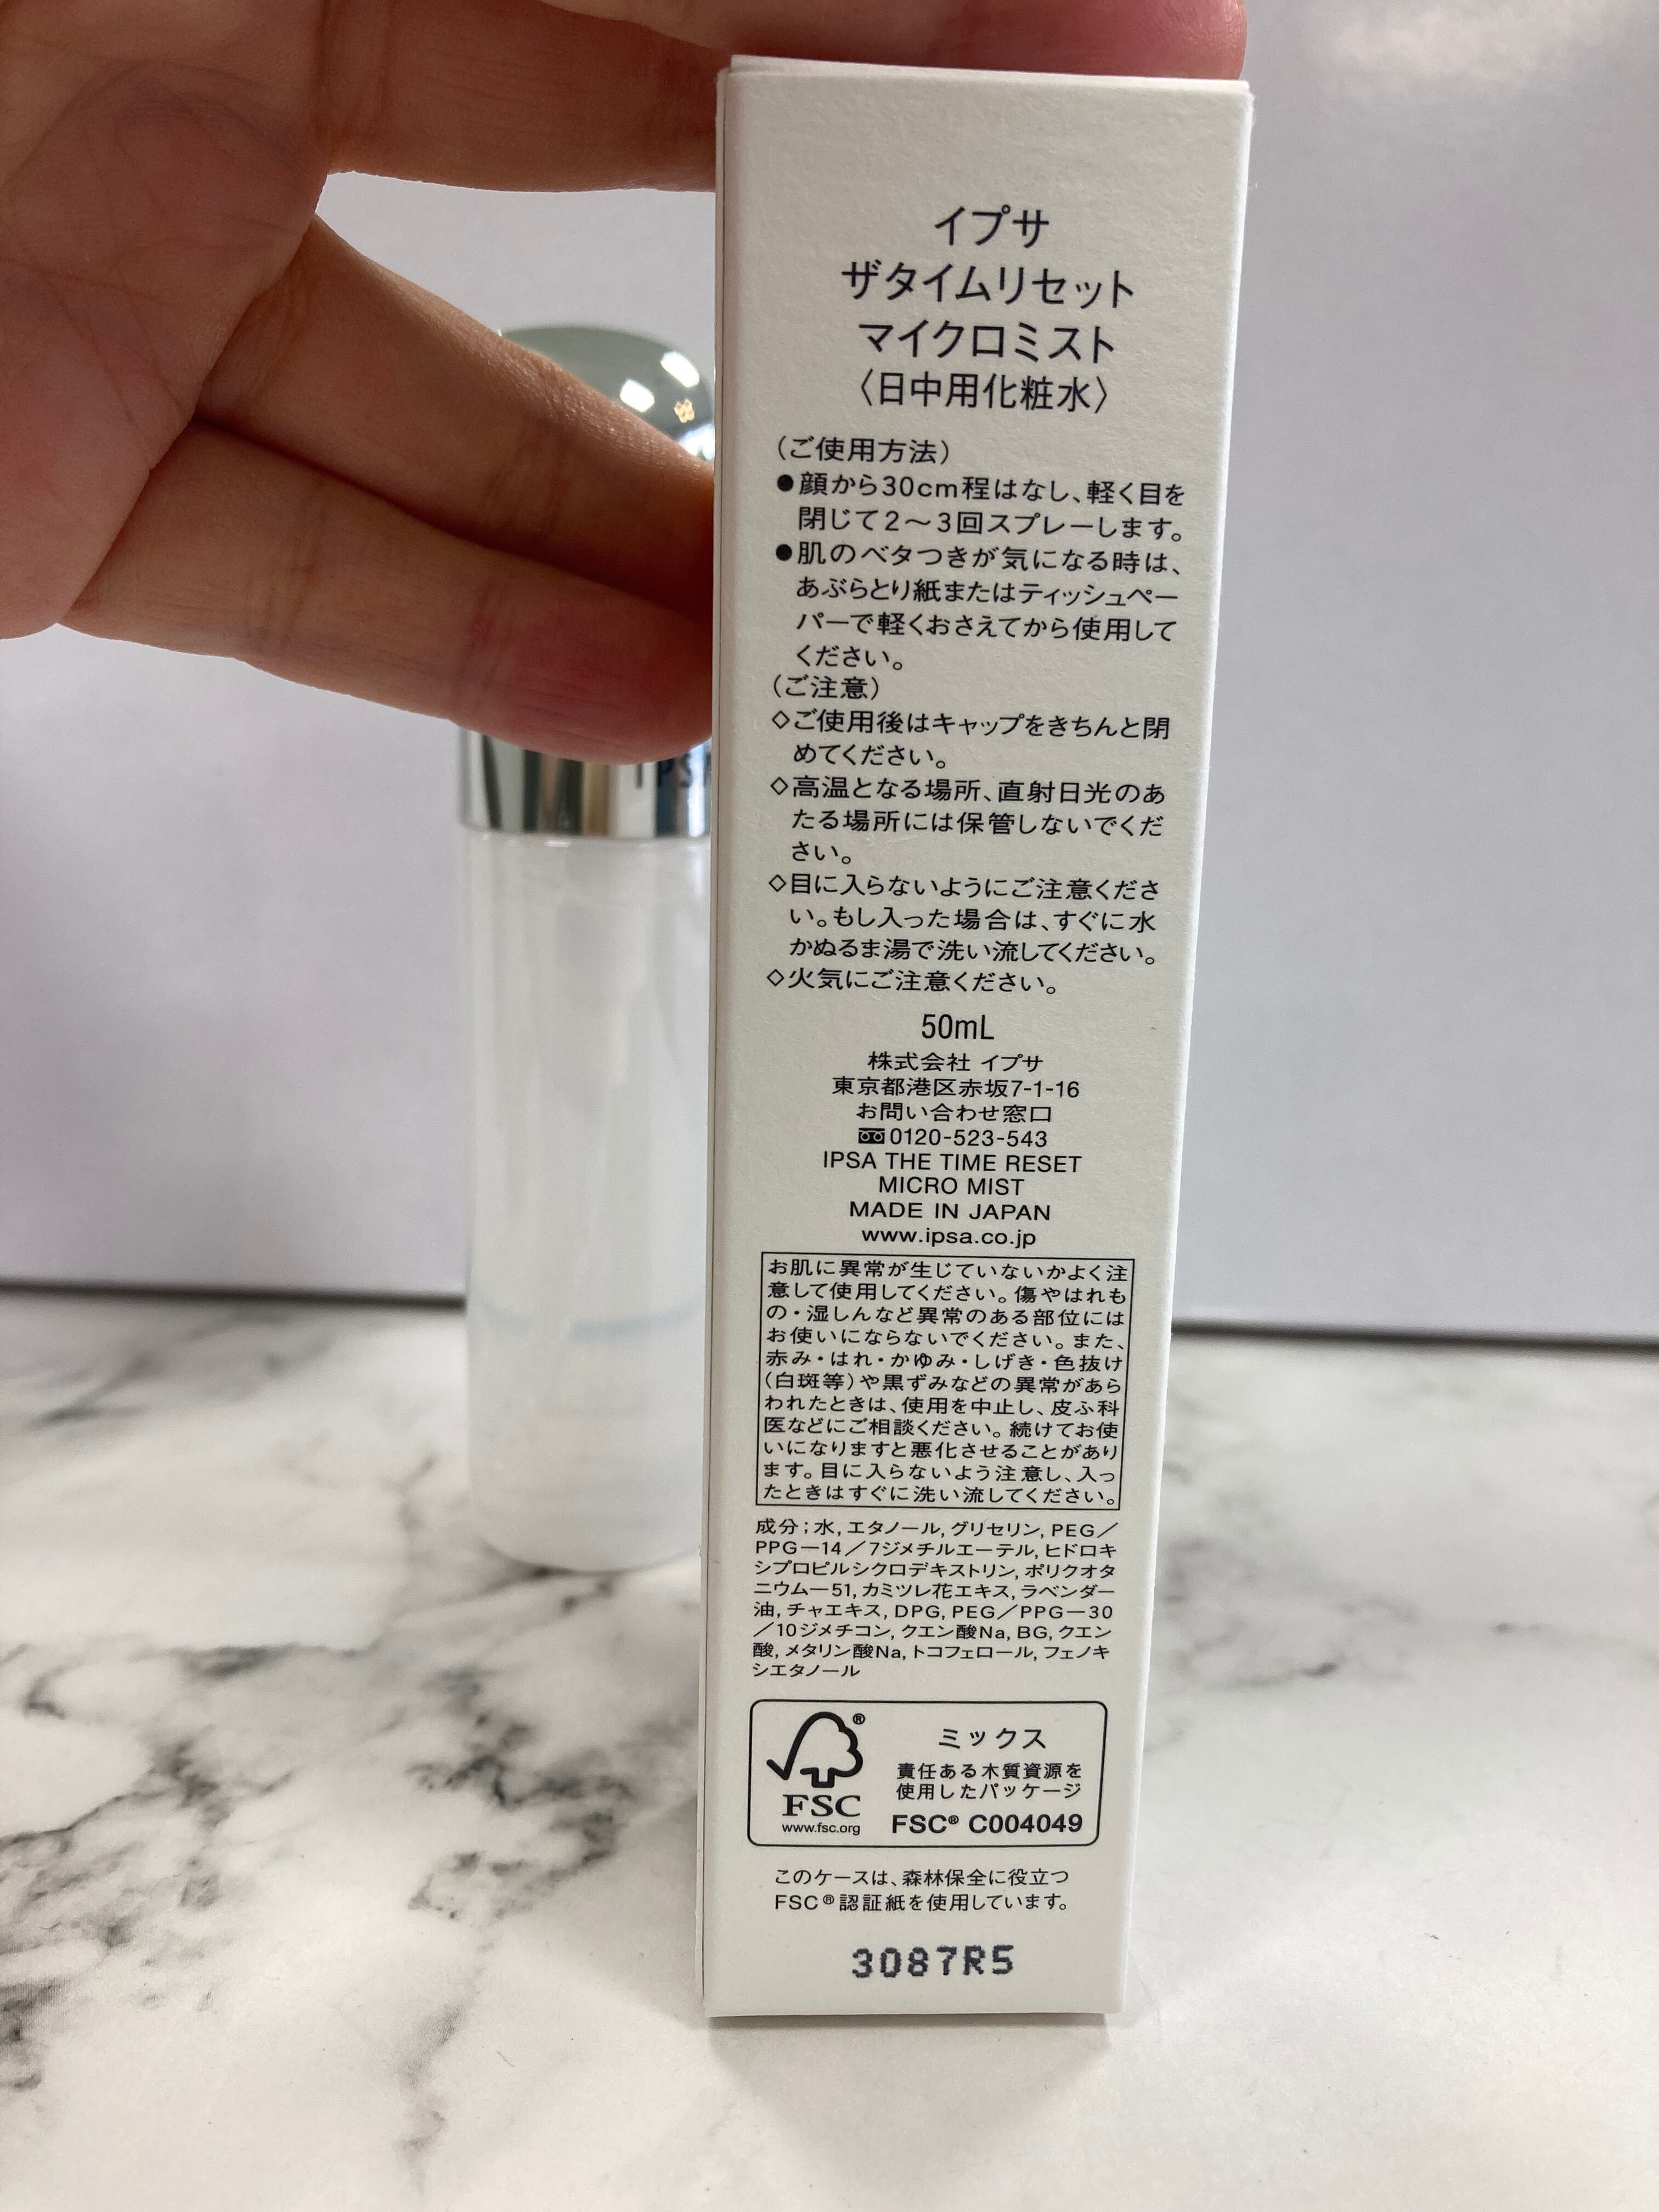 イプサ
ザタイムリセット
マイクロミスト
〈日中用化粧水〉
(ご使用方法)
●顔から30cm程はなし、軽く目を
閉じて2〜3回スプレーします。
●肌のベタつきが気になる時は、
あぶらとり紙またはティッシュペー
パーで軽くおさえてから使用して
ください。
(ご注意)
◇ご使用後はキャップをきちんと閉
めてください。
◇高温となる場所、直射日光のあ
たる場所には保管しないでくだ
さい。
◇目に入らないようにご注意くださ
い。もし入った場合は、すぐに水
かぬるま湯で洗い流してください。
◇火気にご注意ください。
50mL
株式会社 イプサ
東京都港区赤坂7-1-16
お問い合わせ窓口
0120-523-543
IPSA THE TIME RESET
MICRO MIST
MADE IN JAPAN
www.ipsa.co.jp
お肌に異常が生じていないかよく注
意して使用してください。傷やはれも
の・湿しんなど異常のある部位には
お使いにならないでください。また、
赤み・はれ・かゆみ・しげき・色抜け
(白斑等)や黒ずみなどの異常があら
われたときは、使用を中止し、皮ふ科
医などにご相談ください。続けてお使
いになりますと悪化させることがあり
ます。目に入らないよう注意し、入っ
たときはすぐに洗い流してください。
成分;水, エタノール, グリセリン, PEG/
PPG-14/7ジメチルエーテル, ヒドロキ
シプロピルシクロデキストリン, ポリクオタ
ニウム-51, カミツレ花エキス, ラベンダー
油, チャエキス, DPG, PEG/PPG-30
/10ジメチコン, クエン酸Na, BG, クエン
酸, メタリン酸Na, トコフェロール, フェノキ
シエタノール
®
FSC
www.fsc.org
ミックス
責任ある木質資源を
使用したパッケージ
FSC® C004049
このケースは、森林保全に役立つ
FSC®認証紙を使用しています。
3087R5